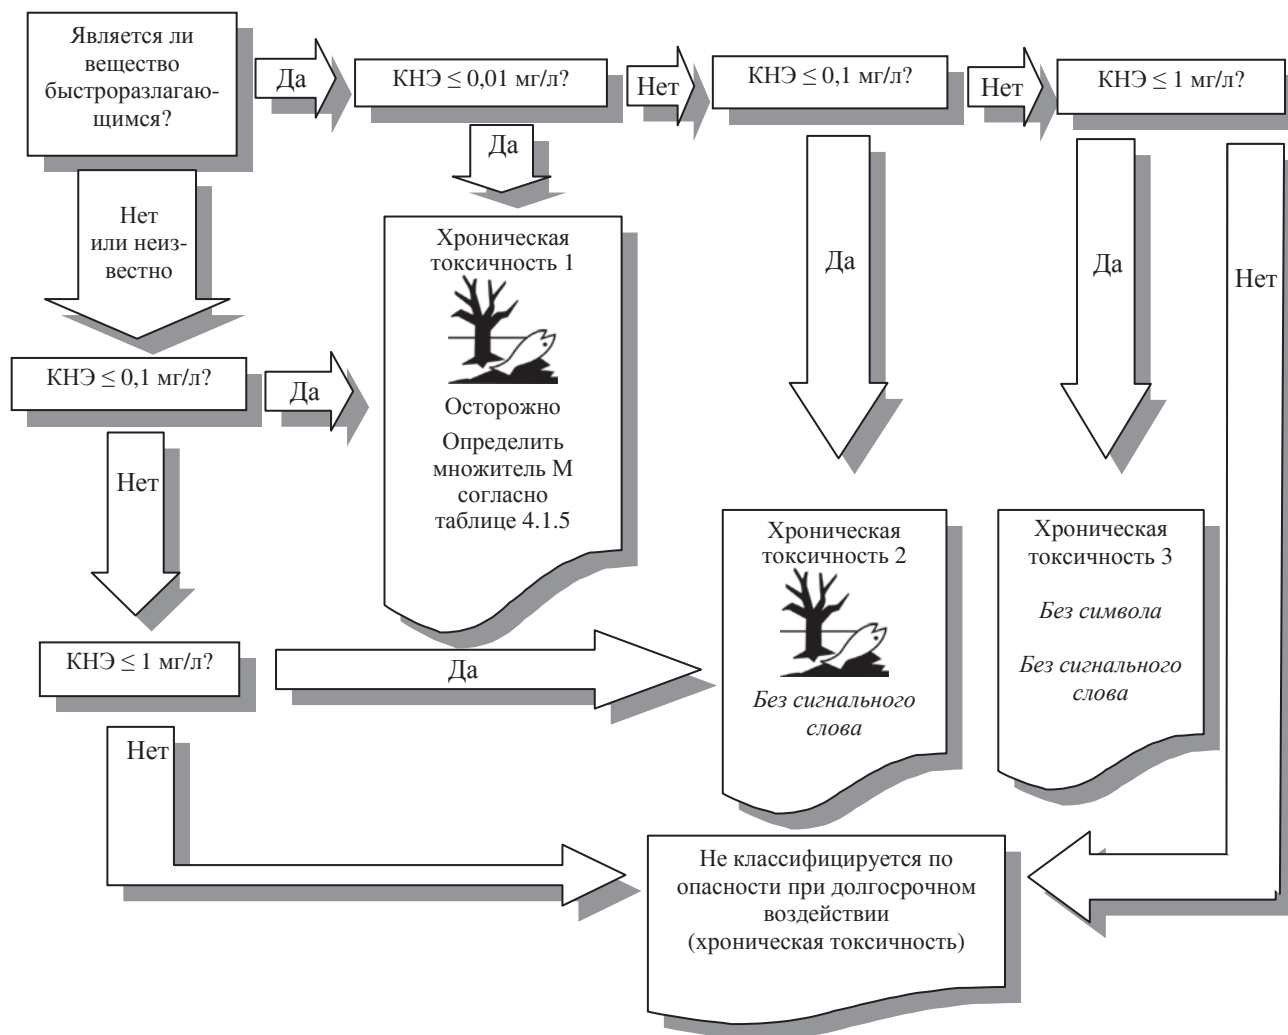 Является ли
вещество
быстроразлагаю-
щимся?
Да
КНЭ ≤ 0,01 мг/л?
Нет
КНЭ ≤ 0,1 мг/л?
Нет
КНЭ ≤ 1 мг/л?
Да
Нет
или неиз-
вестно
Хроническая
токсичность 1
Осторожно
Определить
множитель М
согласно
таблице 4.1.5
Да
Да
Нет
КНЭ ≤ 0,1 мг/л?
Да
Нет
Хроническая
токсичность 2
Без сигнального
слова
Хроническая
токсичность 3
Без символа
Без сигнального
слова
КНЭ ≤ 1 мг/л?
Да
Нет
Не классифицируется по
опасности при долгосрочном
воздействии
(хроническая токсичность)